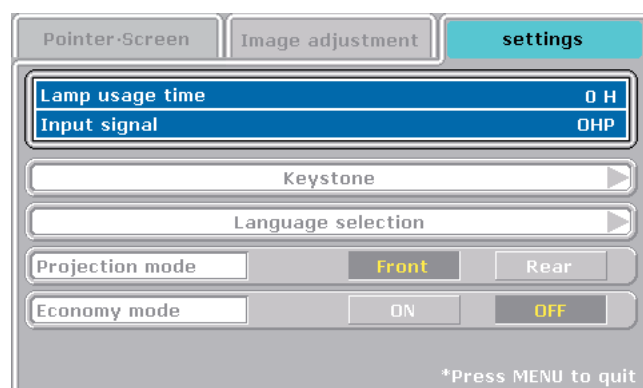 Pointer·Screen Image adjustment settings
Lamp usage time 0 H
Input signal OHP
Keystone
Language selection
Projection mode Front Rear
Economy mode ON OFF
*Press MENU to quit